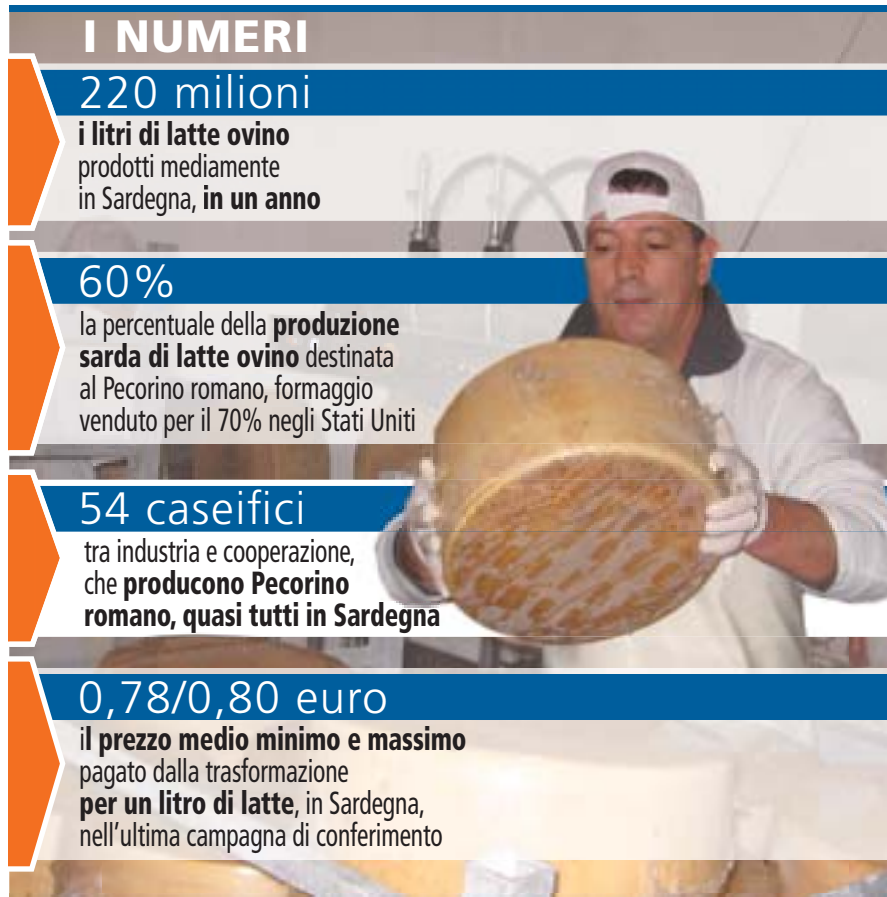 I NUMERI
220 milioni
i litri di latte ovino
prodotti mediamente
in Sardegna, in un anno
60%
la percentuale della produzione
sarda di latte ovino destinata
al Pecorino romano, formaggio
venduto per il 70% negli Stati Uniti
54 caseifici
tra industria e cooperazione,
che producono Pecorino
romano, quasi tutti in Sardegna
0,78/0,80 euro
il prezzo medio minimo e massimo
pagato dalla trasformazione
per un litro di latte, in Sardegna,
nell’ultima campagna di conferimento